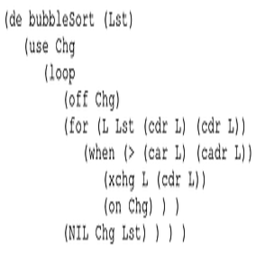 (de bubbleSort (Lst)
(use Chg
(loop
(off Chg)
(for (L Lst (cdr L) (cdr L))
(when (> (car L) (cadr L))
(xchg L (cdr L))
(on Chg) ) )
(NIL Chg Lst) ) ) )